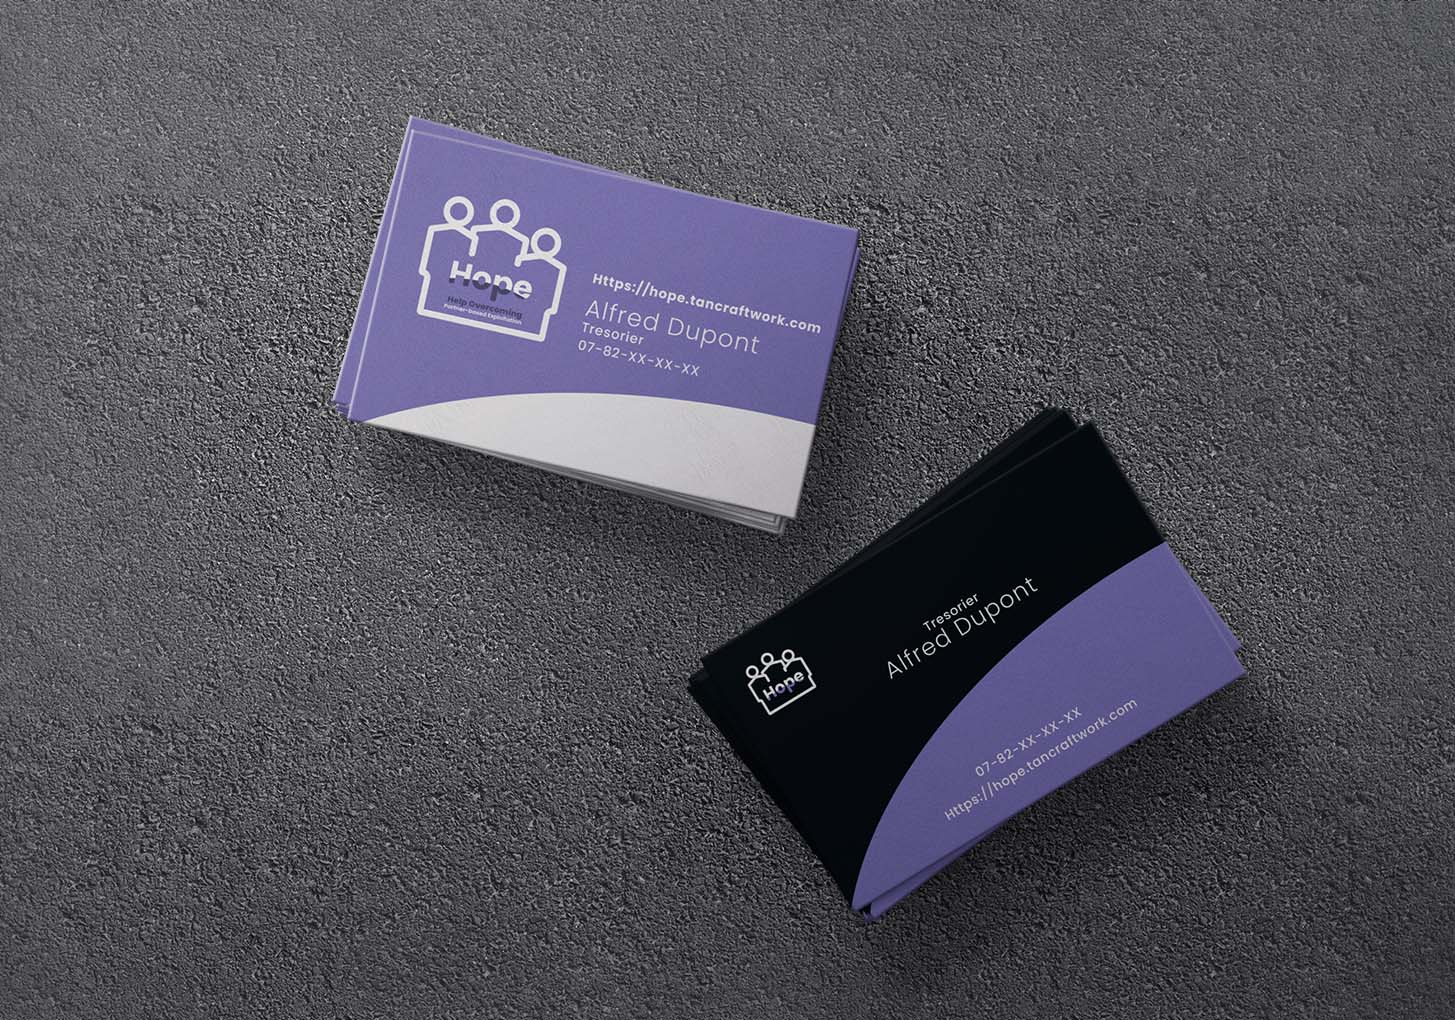 Hope
Help Overcoming
Partner-based Exploitation
Https://hope.tancraftwork.com
Alfred Dupont
Tresorier
07-82-XX-XX-XX
Hope
Tresorier
Alfred Dupont
07-82-XX-XX-XX
Https://hope.tancraftwork.com